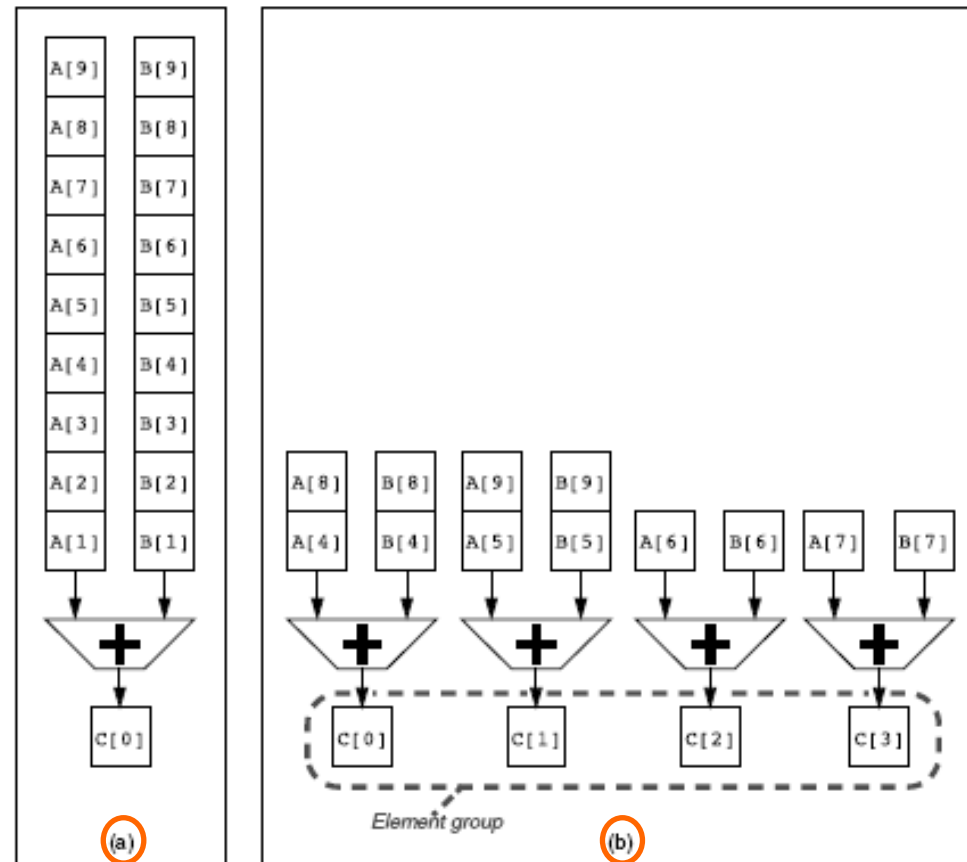 A[9] B[9]
A[8] B[8]
A[7] B[7]
A[6] B[6]
A[5] B[5]
A[4] B[4]
A[3] B[3]
A[2] B[2]
A[1] B[1]
+
C[0]
(a)
A[8] B[8] A[9] B[9]
A[4] B[4] A[5] B[5] A[6] B[6] A[7] B[7]
+ + + +
C[0] C[1] C[2] C[3]
Element group
(b)